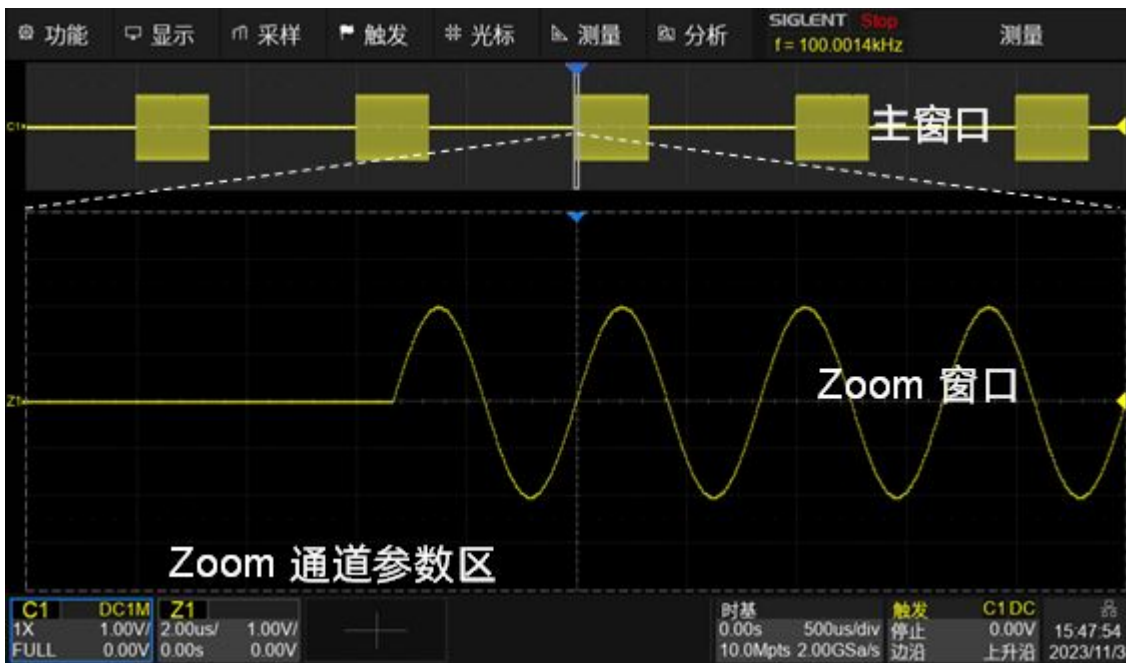 功能 显示 采样 触发 光标 测量 分析 SIGLENT Stop 测量
f = 100.0014kHz
C1
主窗口
Z1
Zoom 窗口
Zoom 通道参数区
C1 DC1M Z1 时基 触发 C1 DC
1X 1.00V/ 2.00us/ 1.00V/ 0.00s 500us/div 停止 0.00V 15:47:54
FULL 0.00V 0.00s 0.00V 10.0Mpts 2.00GSa/s 边沿 上升沿 2023/11/3